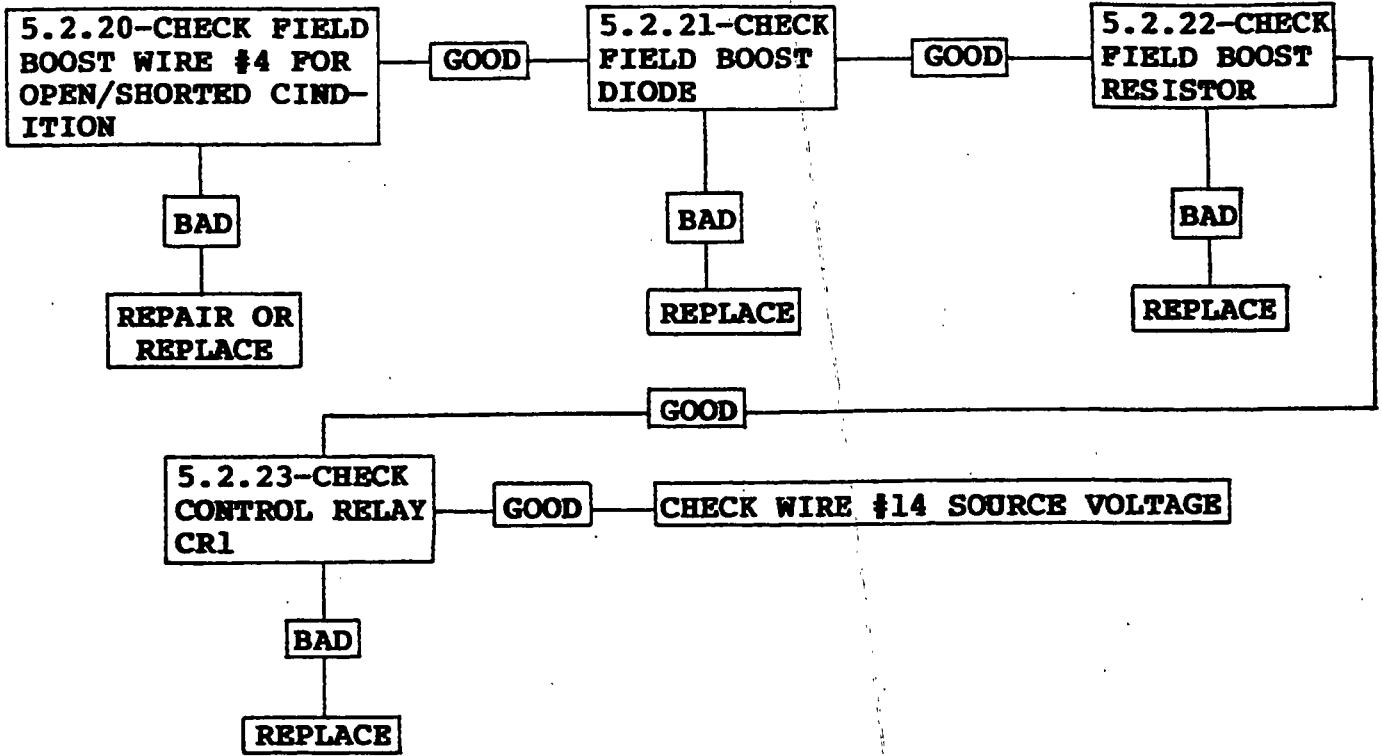 5.2.20-CHECK FIELD
BOOST WIRE #4 FOR
OPEN/SHORTED CIND-
ITION
GOOD
5.2.21-CHECK
FIELD BOOST
DIODE
GOOD
5.2.22-CHECK
FIELD BOOST
RESISTOR
BAD
REPAIR OR
REPLACE
BAD
REPLACE
BAD
REPLACE
GOOD
5.2.23-CHECK
CONTROL RELAY
CR1
GOOD
CHECK WIRE #14 SOURCE VOLTAGE
BAD
REPLACE